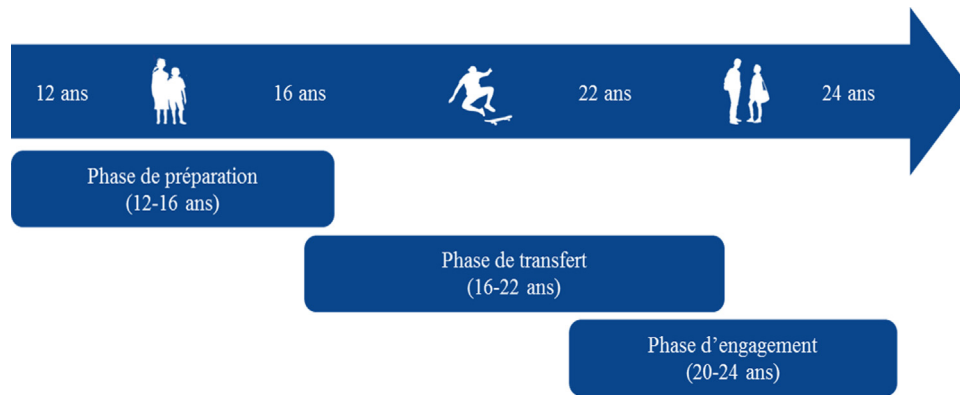 12 ans 16 ans 22 ans 24 ans
Phase de préparation
(12-16 ans)
Phase de transfert
(16-22 ans)
Phase d’engagement
(20-24 ans)